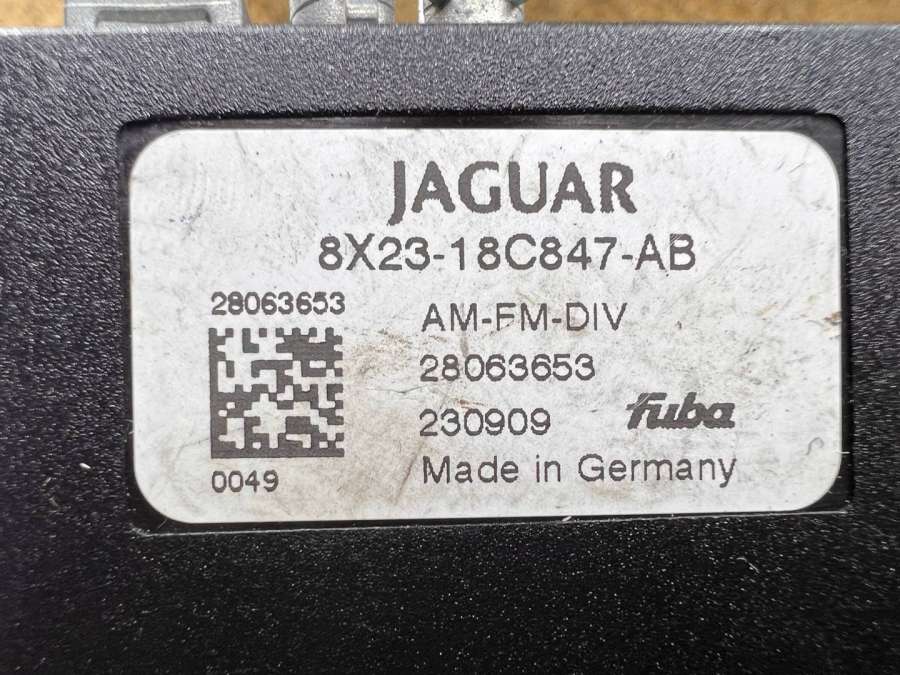 JAGUAR
8X23-18C847-AB
28063653
AM-FM-DIV
28063653
230909
fuba
0049
Made in Germany